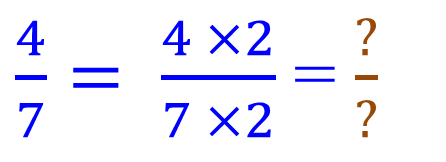 4/7 = 4 ×2/7 ×2 = ?/?